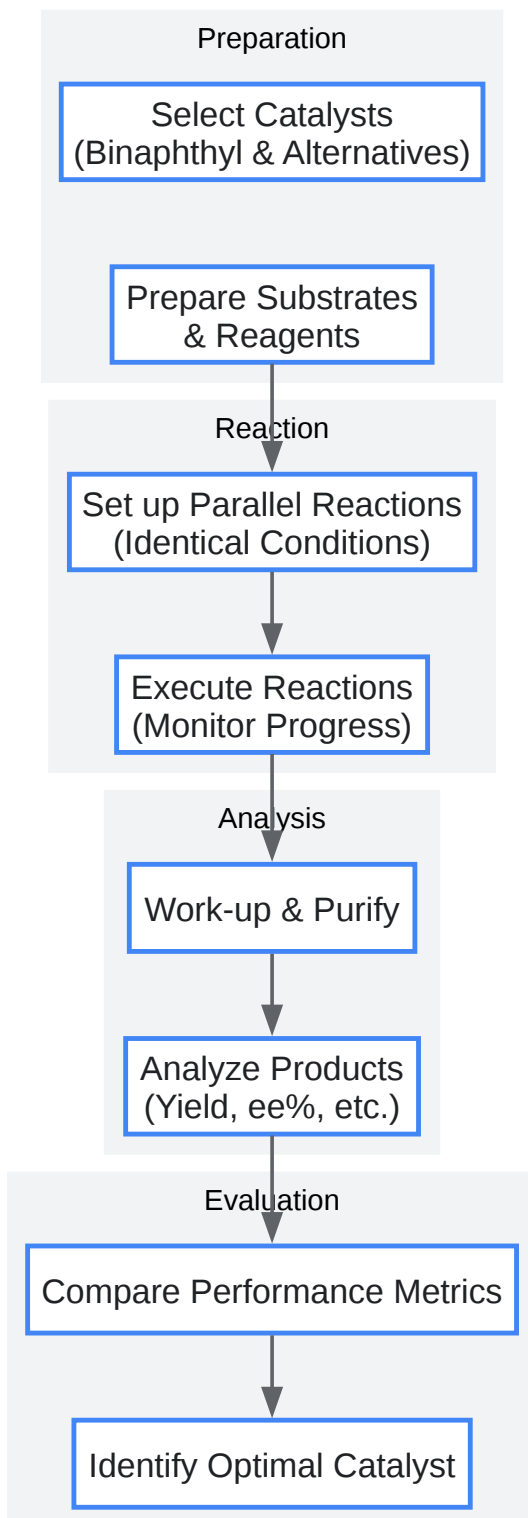 Preparation
Select Catalysts
(Binaphthyl & Alternatives)
Prepare Substrates
& Reagents
Reaction
Set up Parallel Reactions
(Identical Conditions)
Execute Reactions
(Monitor Progress)
Analysis
Work-up & Purify
Analyze Products
(Yield, ee%, etc.)
Evaluation
Compare Performance Metrics
Identify Optimal Catalyst